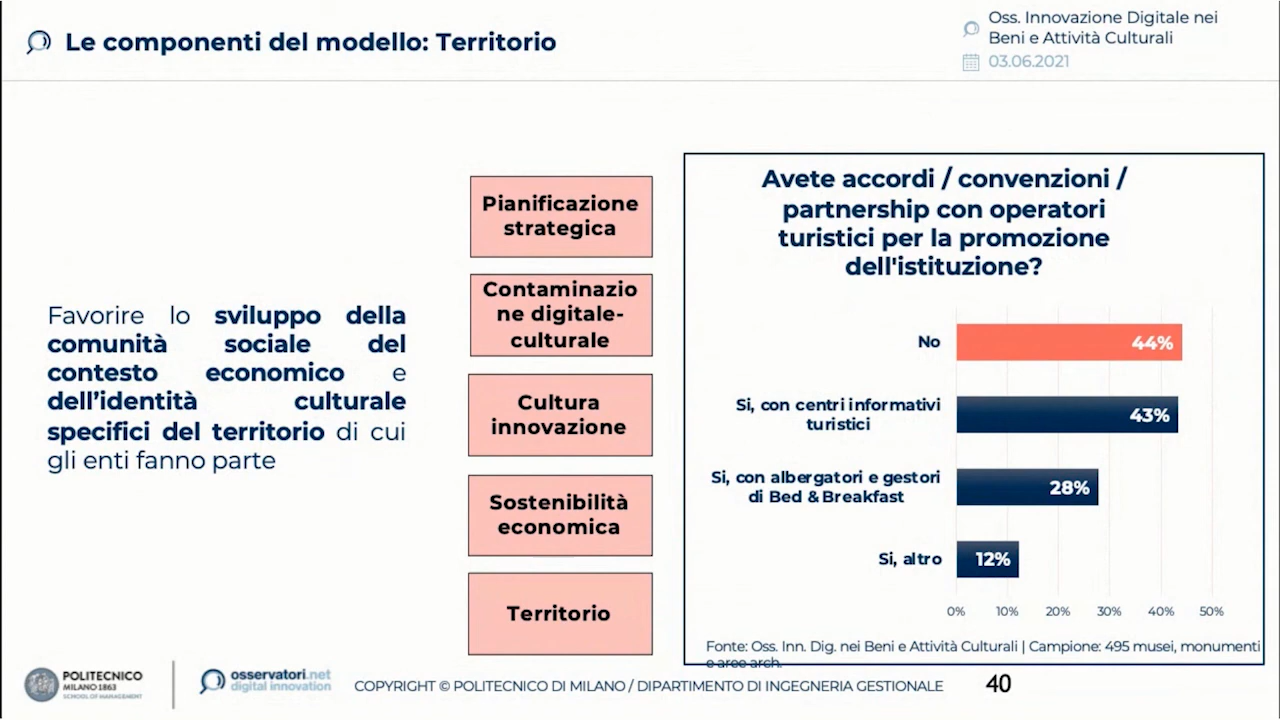 Le componenti del modello: Territorio
Oss. Innovazione Digitale nei
Beni e Attività Culturali
03.06.2021
Favorire lo sviluppo della
comunità sociale del
contesto economico e
dell’identità culturale
specifici del territorio di cui
gli enti fanno parte
Pianificazione
strategica
Contaminazio
ne digitale-
culturale
Cultura
innovazione
Sostenibilità
economica
Territorio
Avete accordi / convenzioni /
partnership con operatori
turistici per la promozione
dell'istituzione?
No
44%
Si, con centri informativi
turistici
43%
Si, con albergatori e gestori
di Bed & Breakfast
28%
Si, altro
12%
0% 10% 20% 30% 40% 50%
Fonte: Oss. Inn. Dig. nei Beni e Attività Culturali | Campione: 495 musei, monumenti
e aree arch.
POLITECNICO
MILANO 1863
SCHOOL OF MANAGEMENT
osservatori.net
digital innovation
COPYRIGHT © POLITECNICO DI MILANO / DIPARTIMENTO DI INGEGNERIA GESTIONALE
40